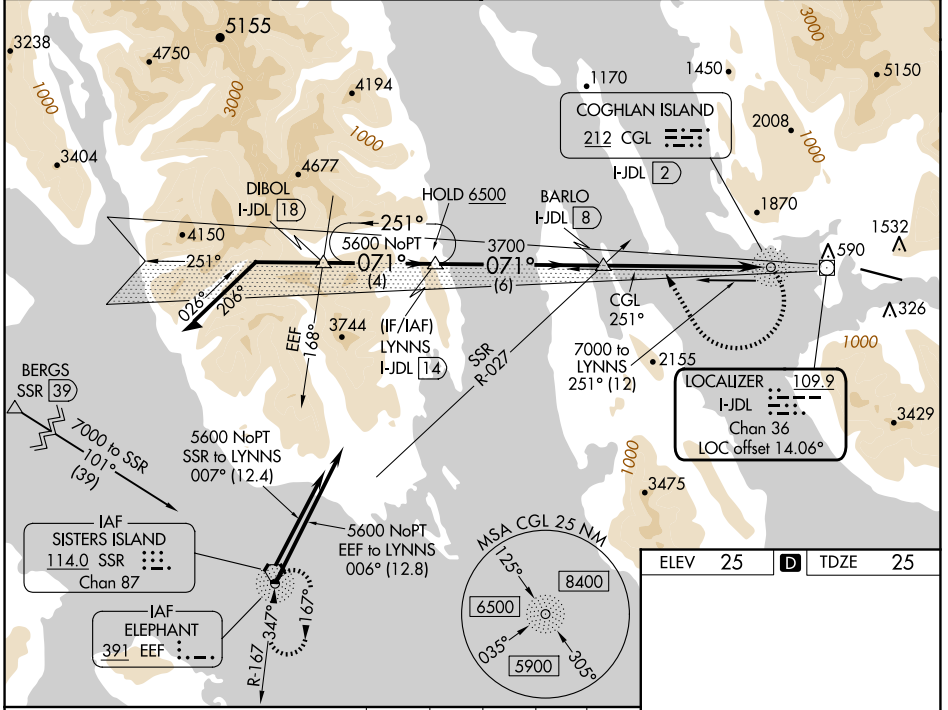 5155
3238
4750
4194
1000
3000
1000
3404
4677
1170
1450
3000
5150
2008
1000
1870
COGHLAN ISLAND
212 CGL
I-JDL 2
DIBOL
I-JDL 18
HOLD 6500
BARLO
I-JDL 8
4150
251°
5600 NoPT
071°
(4)
251°
3700
071°
(6)
590
1532
326
026°
206°
EEF
168°
3744
(IF/IAF)
LYNNS
I-JDL 14
SSR
R-027
CGL
251°
7000 to
LYNNS
251° (12)
2155
1000
LOCALIZER 109.9
I-JDL
Chan 36
LOC offset 14.06°
3429
BERGS
SSR 39
7000 to SSR
101°
(39)
5600 NoPT
SSR to LYNNS
007° (12.4)
5600 NoPT
EEF to LYNNS
006° (12.8)
1000
3475
IAF
SISTERS ISLAND
114.0 SSR
Chan 87
IAF
ELEPHANT
391 EEF
347°
167°
R-167
MSA CGL 25 NM
125°
8400
6500
035°
5900
305°
ELEV 25 D TDZE 25